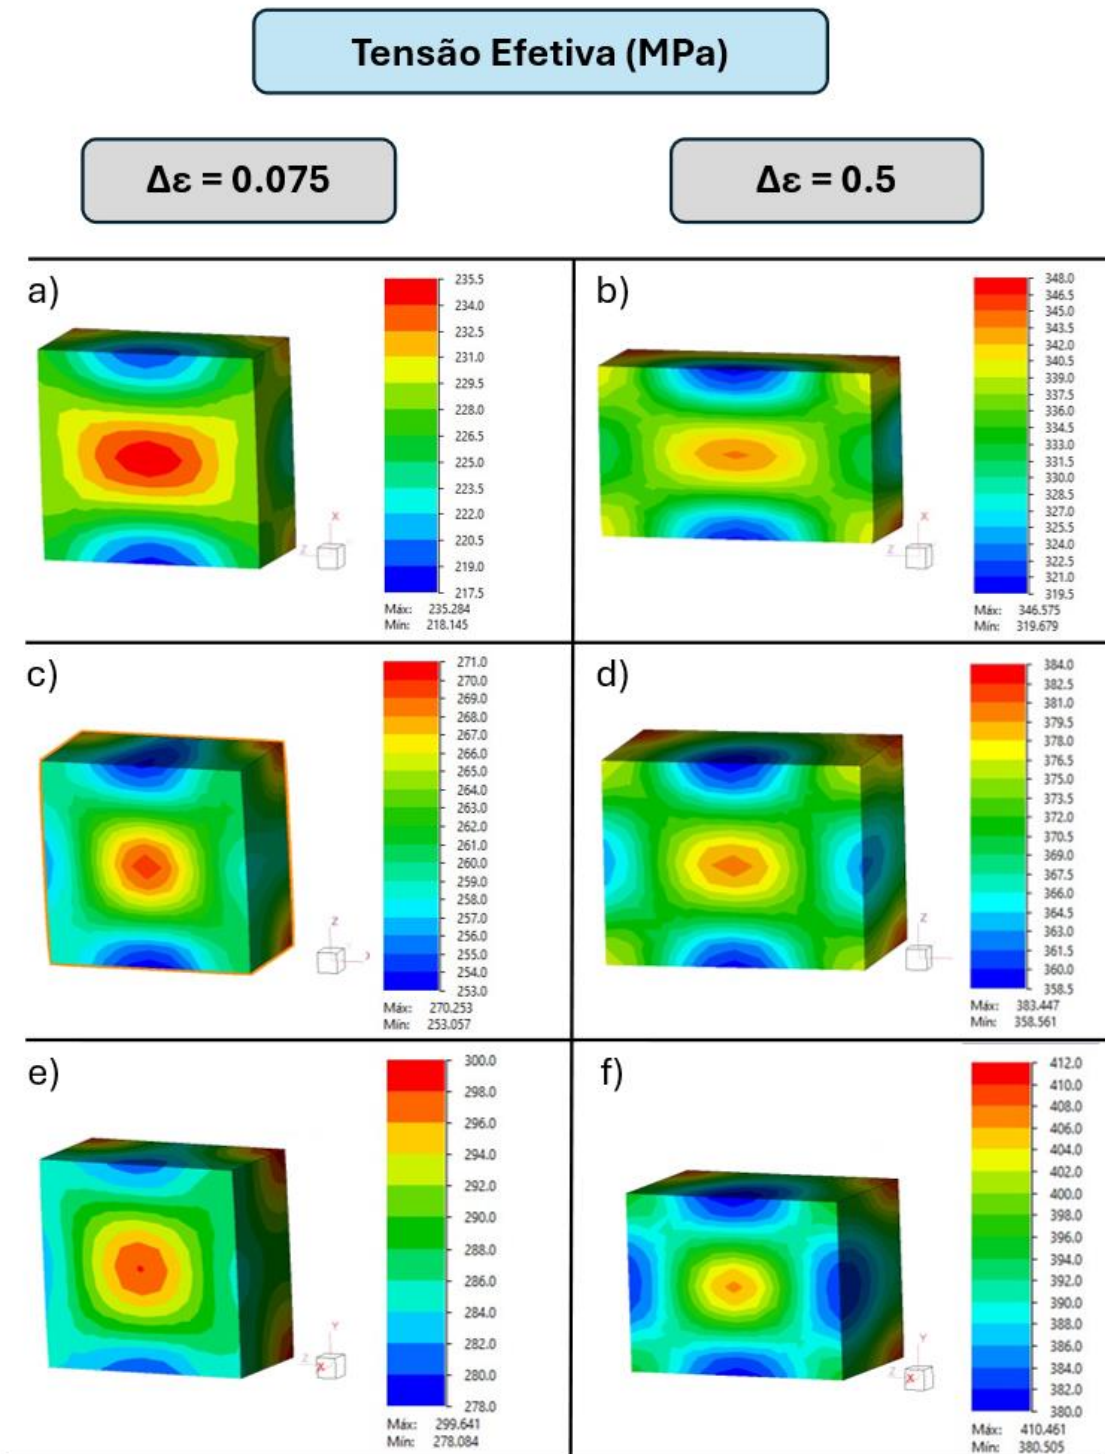 Tensão Efetiva (MPa)
Δε = 0.075
Δε = 0.5
a)
235.5
234.0
232.5
231.0
229.5
228.0
226.5
225.0
223.5
222.0
220.5
219.0
217.5
Máx: 235.284
Mín: 218.145
X
Z
b)
348.0
346.5
345.0
343.5
342.0
340.5
339.0
337.5
336.0
334.5
333.0
331.5
330.0
328.5
327.0
325.5
324.0
322.5
321.0
319.5
Máx: 346.575
Mín: 319.679
X
Z
c)
271.0
270.0
269.0
268.0
267.0
266.0
265.0
263.0
262.0
261.0
260.0
259.0
258.0
257.0
256.0
255.0
254.0
253.0
Máx: 270.253
Mín: 253.057
Z
X
d)
384.0
382.5
381.0
379.5
378.0
376.5
375.0
373.5
372.0
370.5
369.0
367.5
366.0
364.5
363.0
361.5
360.0
358.5
Máx: 383.447
Mín: 358.561
Z
e)
300.0
298.0
296.0
294.0
292.0
290.0
288.0
286.0
284.0
282.0
280.0
278.0
Máx: 299.641
Mín: 278.084
Y
Z
X
f)
412.0
410.0
408.0
406.0
404.0
402.0
400.0
398.0
396.0
394.0
392.0
390.0
388.0
386.0
384.0
382.0
380.0
Máx: 410.461
Mín: 380.505
Y
Z
X